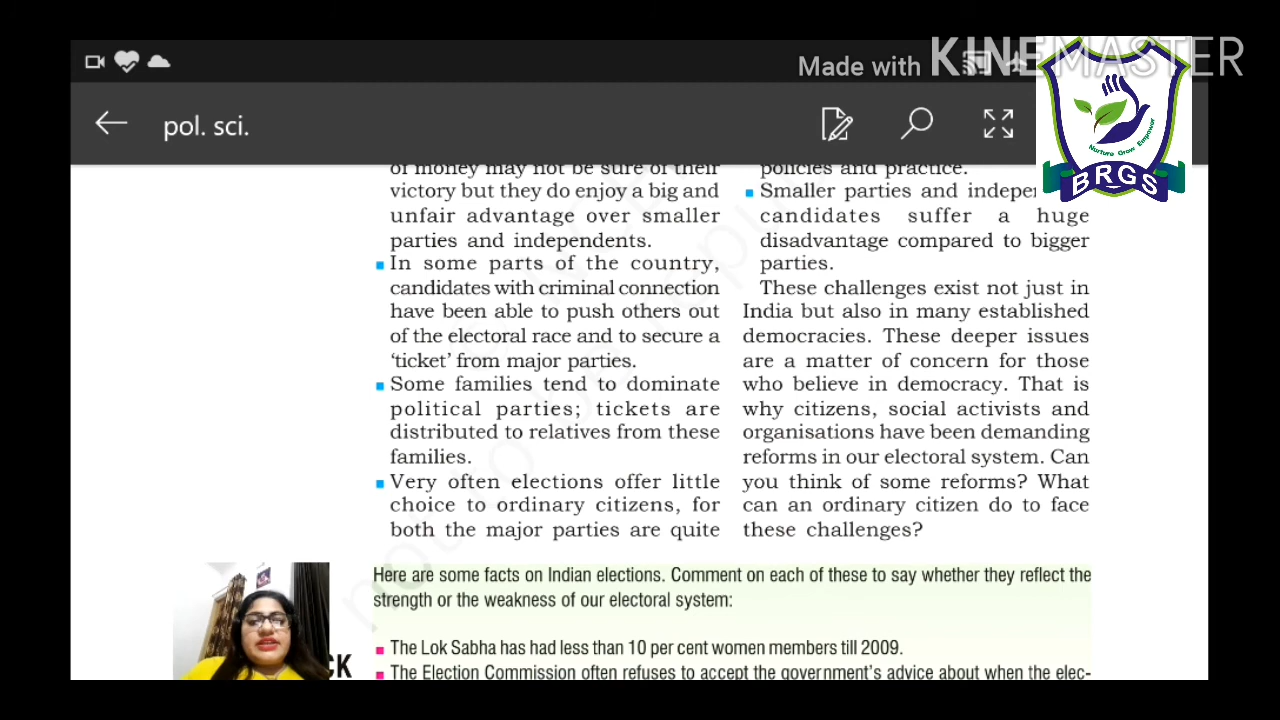 Made with KINEMASTER
pol. sci.
Nurture Grow Empower
BRGS
of money may not be sure of their
victory but they do enjoy a big and
unfair advantage over smaller
parties and independents.
In some parts of the country,
candidates with criminal connection
have been able to push others out
of the electoral race and to secure a
‘ticket’ from major parties.
Some families tend to dominate
political parties; tickets are
distributed to relatives from these
families.
Very often elections offer little
choice to ordinary citizens, for
both the major parties are quite
policies and practice.
Smaller parties and indeper
candidates suffer a huge
disadvantage compared to bigger
parties.
These challenges exist not just in
India but also in many established
democracies. These deeper issues
are a matter of concern for those
who believe in democracy. That is
why citizens, social activists and
organisations have been demanding
reforms in our electoral system. Can
you think of some reforms? What
can an ordinary citizen do to face
these challenges?
Here are some facts on Indian elections. Comment on each of these to say whether they reflect the
strength or the weakness of our electoral system:
The Lok Sabha has had less than 10 per cent women members till 2009.
The Election Commission often refuses to accept the government's advice about when the elec-
CK